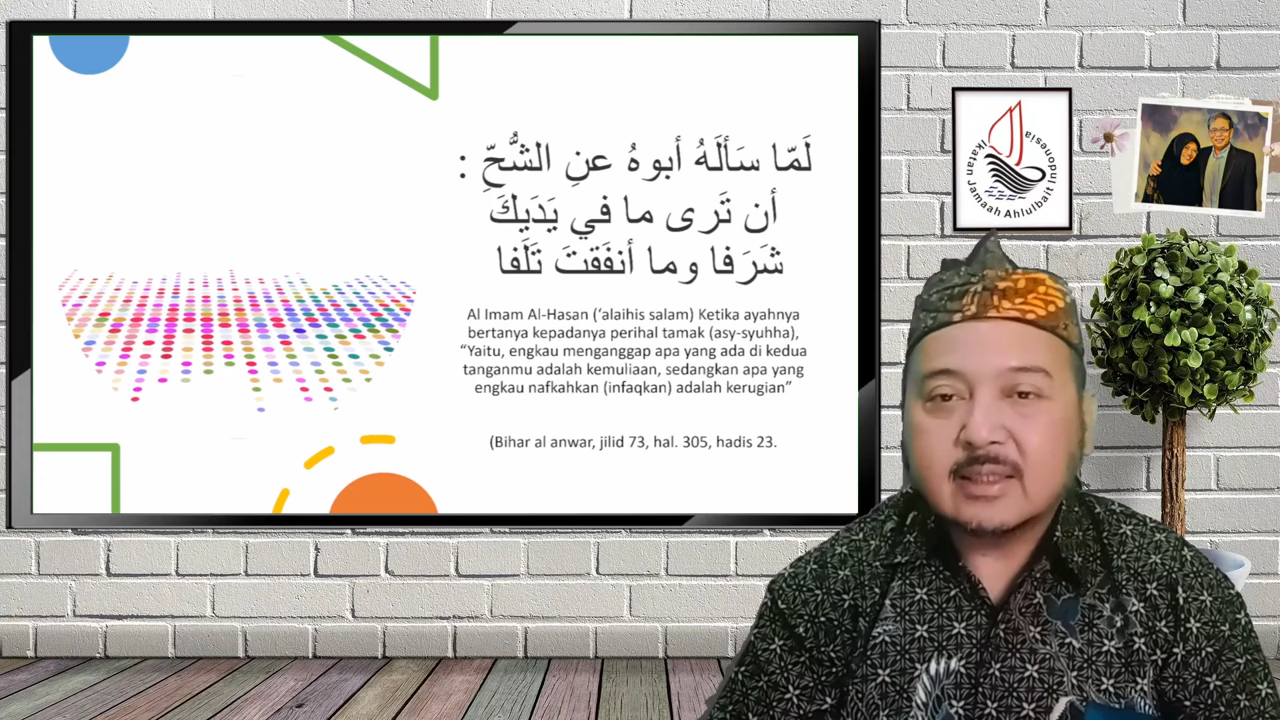 لَمّا سَألَهُ أبوهُ عنِ الشُّحّ :
أن تَرى ما في يَدَيكَ
شَرَفا وما أنفَقتَ تَلَفا
Al Imam Al-Hasan (‘alaihis salam) Ketika ayahnya
bertanya kepadanya perihal tamak (asy-syuhha),
“Yaitu, engkau menganggap apa yang ada di kedua
tanganmu adalah kemuliaan, sedangkan apa yang
engkau nafkahkan (infaqkan) adalah kerugian”
(Bihar al anwar, jilid 73, hal. 305, hadis 23.
Ikatan Jamaah Ahlulbait Indonesia